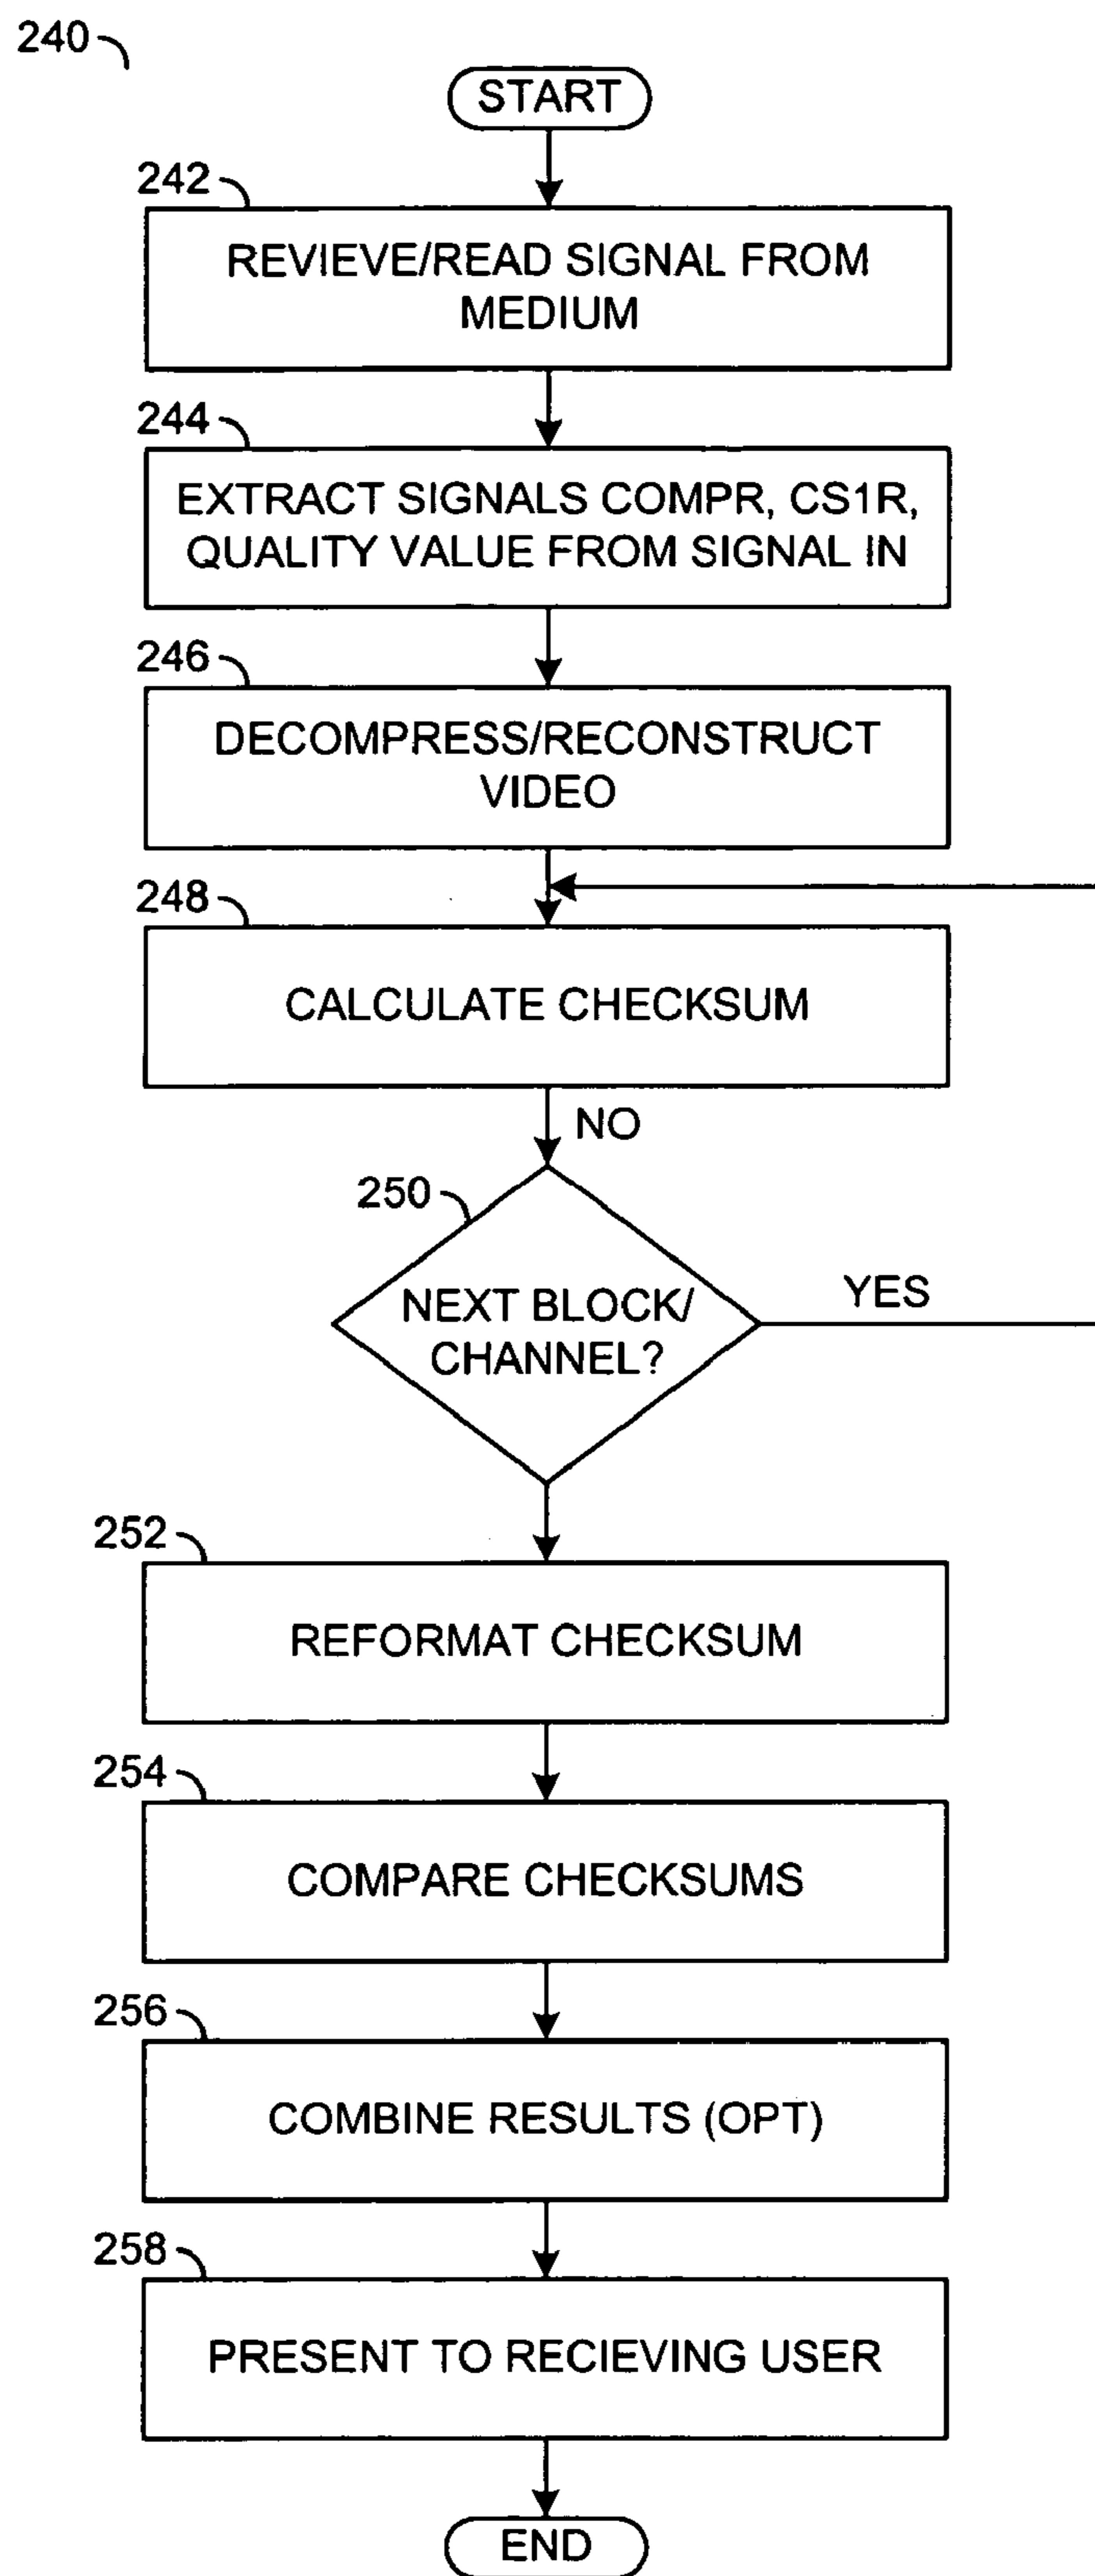 240
START
242
REVIEVE/READ SIGNAL FROM
MEDIUM
244
EXTRACT SIGNALS COMPR, CS1R,
QUALITY VALUE FROM SIGNAL IN
246
DECOMPRESS/RECONSTRUCT
VIDEO
248
CALCULATE CHECKSUM
NO
250
NEXT BLOCK/
CHANNEL?
YES
252
REFORMAT CHECKSUM
254
COMPARE CHECKSUMS
256
COMBINE RESULTS (OPT)
258
PRESENT TO RECIEVING USER
END